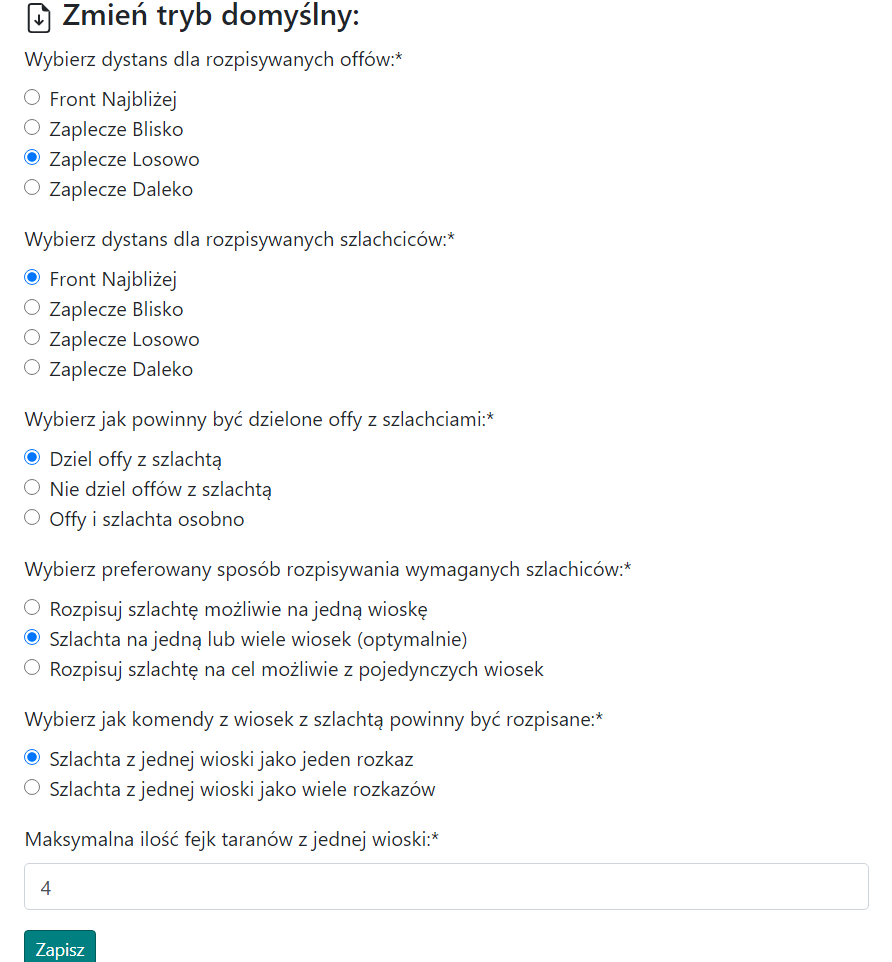 Zmień tryb domyślny:
Wybierz dystans dla rozpisywanych offów:*
Front Najbliżej
Zaplecze Blisko
Zaplecze Losowo
Zaplecze Daleko
Wybierz dystans dla rozpisywanych szlachciców:*
Front Najbliżej
Zaplecze Blisko
Zaplecze Losowo
Zaplecze Daleko
Wybierz jak powinny być dzielone offy z szlachciami:*
Dziel offy z szlachtą
Nie dziel offów z szlachtą
Offy i szlachta osobno
Wybierz preferowany sposób rozpisywania wymaganych szlachiców:*
Rozpisuj szlachtę możliwie na jedną wioskę
Szlachta na jedną lub wiele wiosek (optymalnie)
Rozpisuj szlachtę na cel możliwie z pojedynczych wiosek
Wybierz jak komendy z wiosek z szlachtą powinny być rozpisane:*
Szlachta z jednej wioski jako jeden rozkaz
Szlachta z jednej wioski jako wiele rozkazów
Maksymalna ilość fejk taranów z jednej wioski:*
4
Zapisz